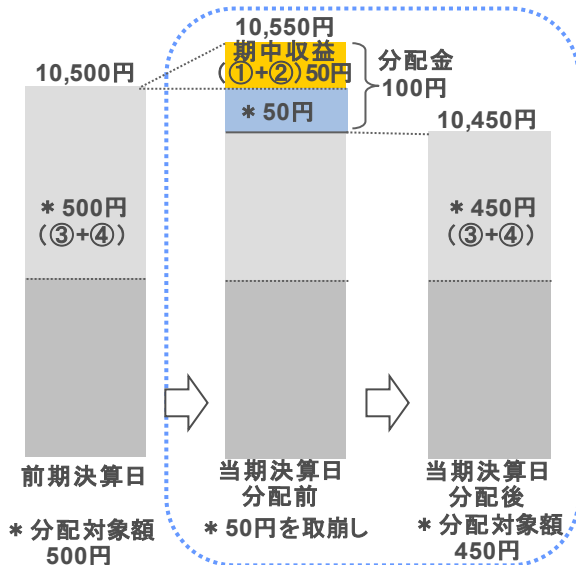 10,550円
期中収益
(①+②)50円
分配金
100円
10,500円
＊50円
10,450円
＊500円
(③+④)
＊450円
(③+④)
前期決算日
当期決算日
分配前
当期決算日
分配後
＊分配対象額
500円
＊50円を取崩し
＊分配対象額
450円